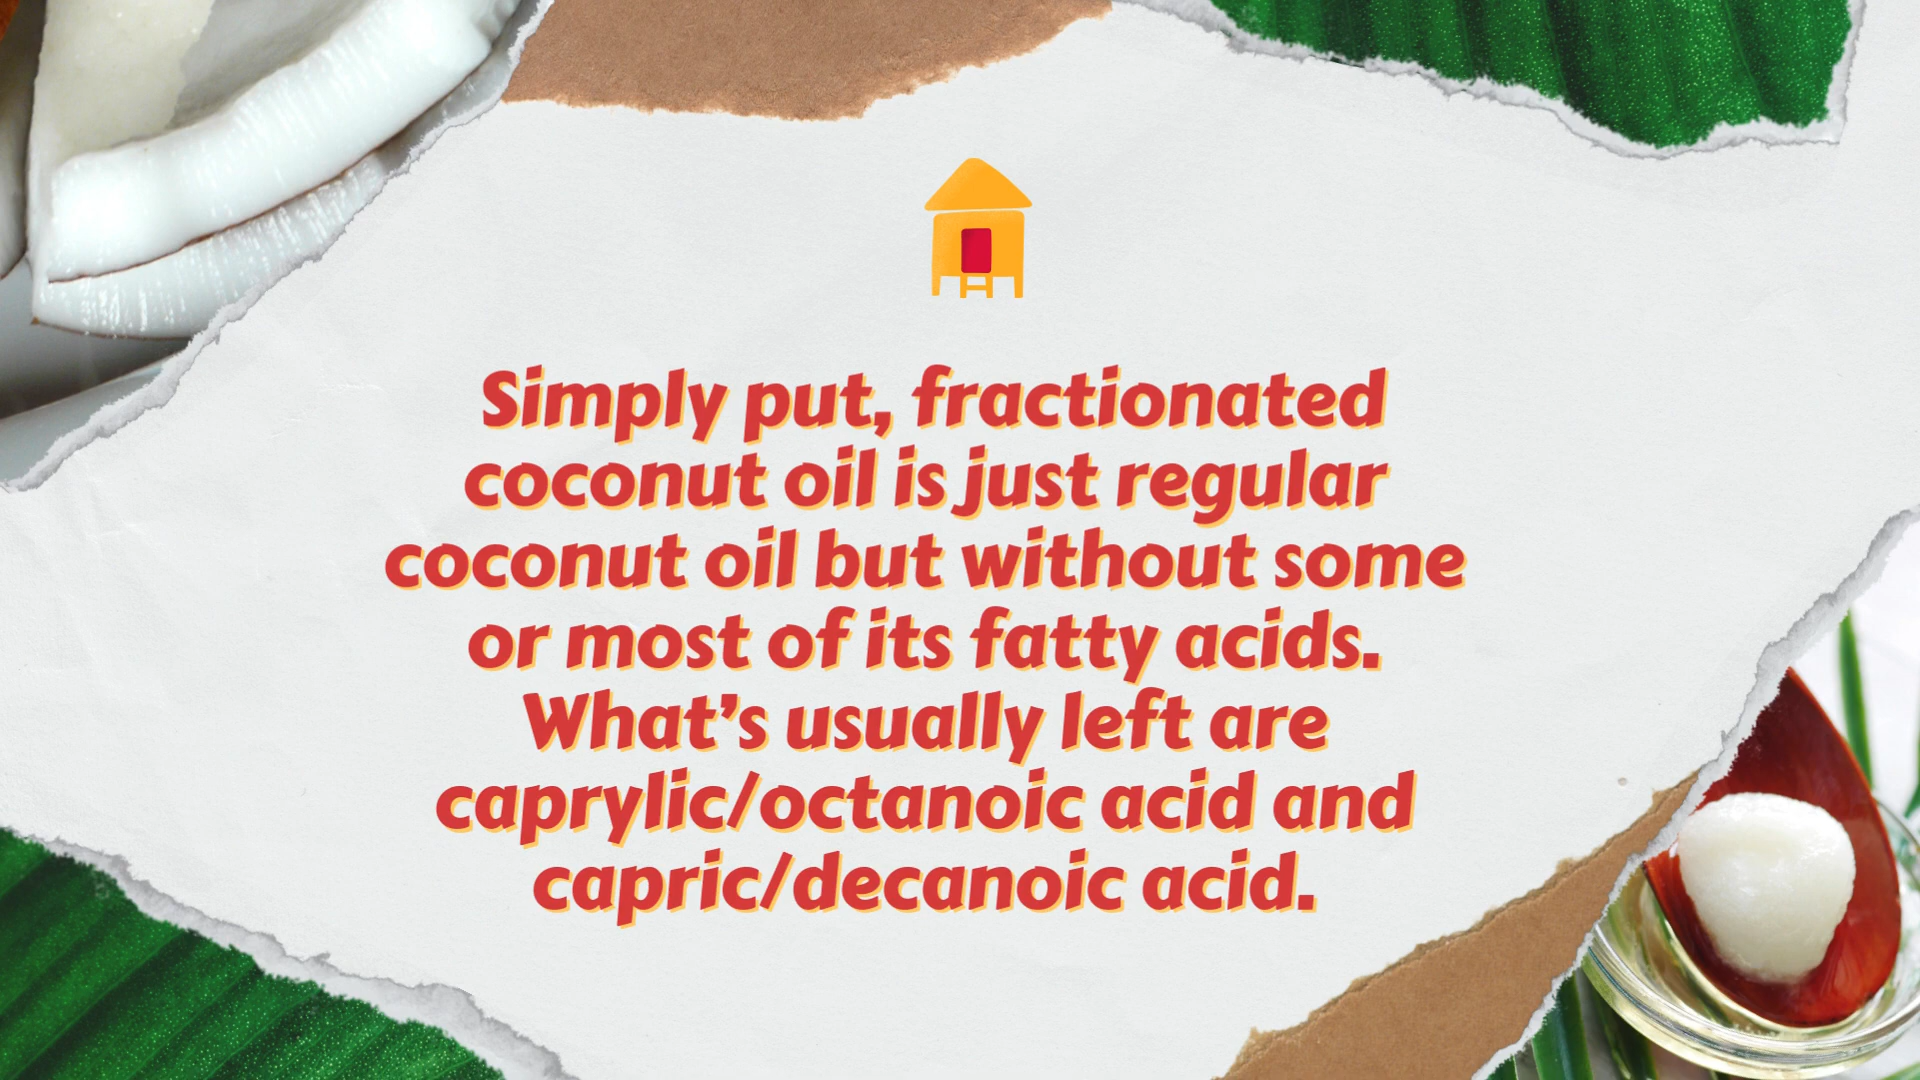 Simply put, fractionated
coconut oil is just regular
coconut oil but without some
or most of its fatty acids.
What’s usually left are
caprylic/octanoic acid and
capric/decanoic acid.